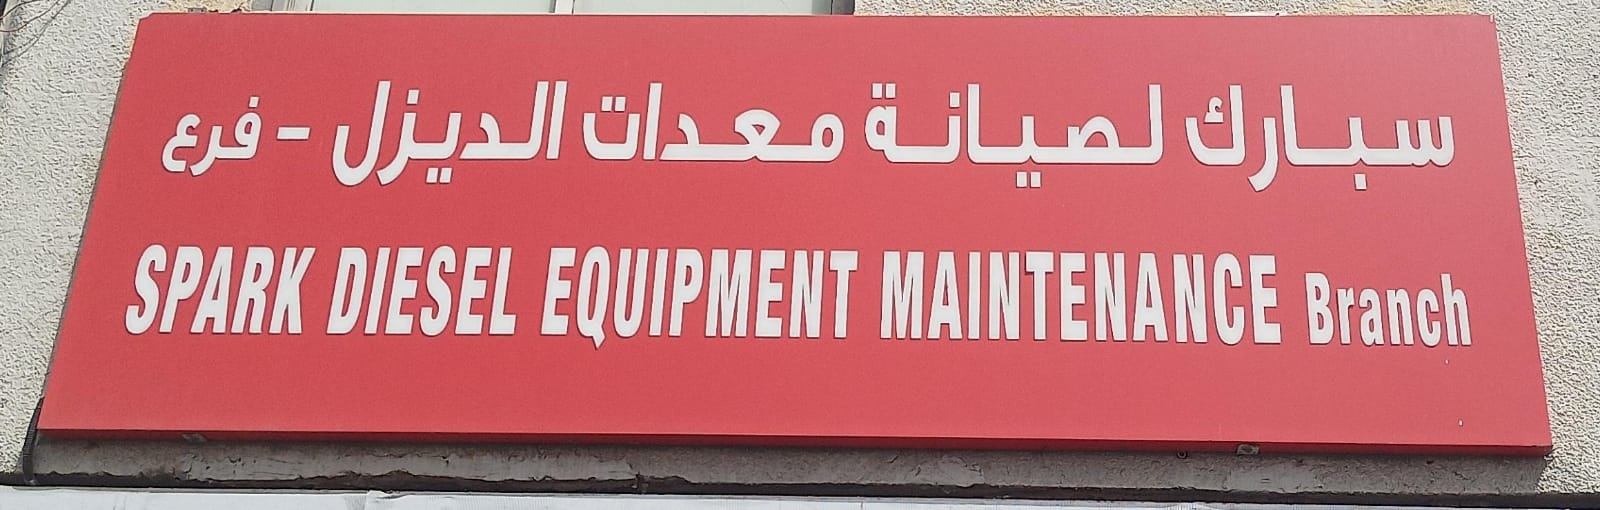 سبارك لصيانة معدات الديزل - فرع
SPARK DIESEL EQUIPMENT MAINTENANCE Branch